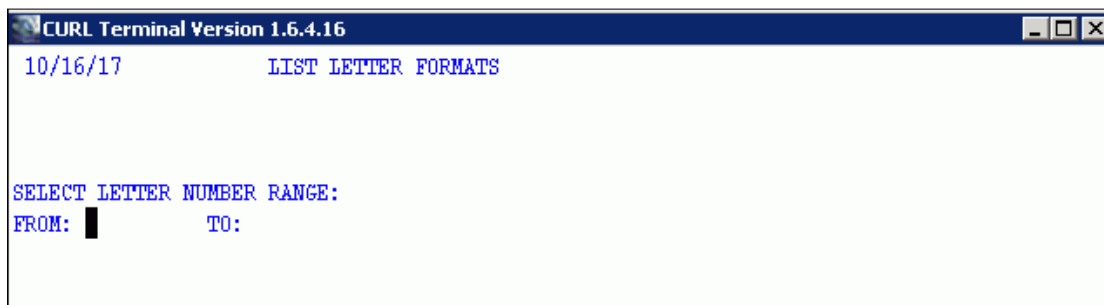 CURL Terminal Version 1.6.4.16
10/16/17 LIST LETTER FORMATS
SELECT LETTER NUMBER RANGE:
FROM: TO: